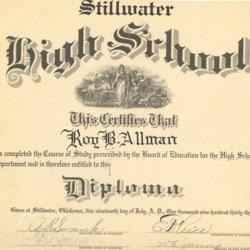 Stillwater
High School
This Certifies That
Roy B. Allman
s completed the Course of Study prescribed by the Board of Education for the High Scho
partment and is therefore entitled to this
Diploma
Given at Stillwater, Oklahoma, this nineteenth day of July, A. D., One thousand nine hundred thirty-th